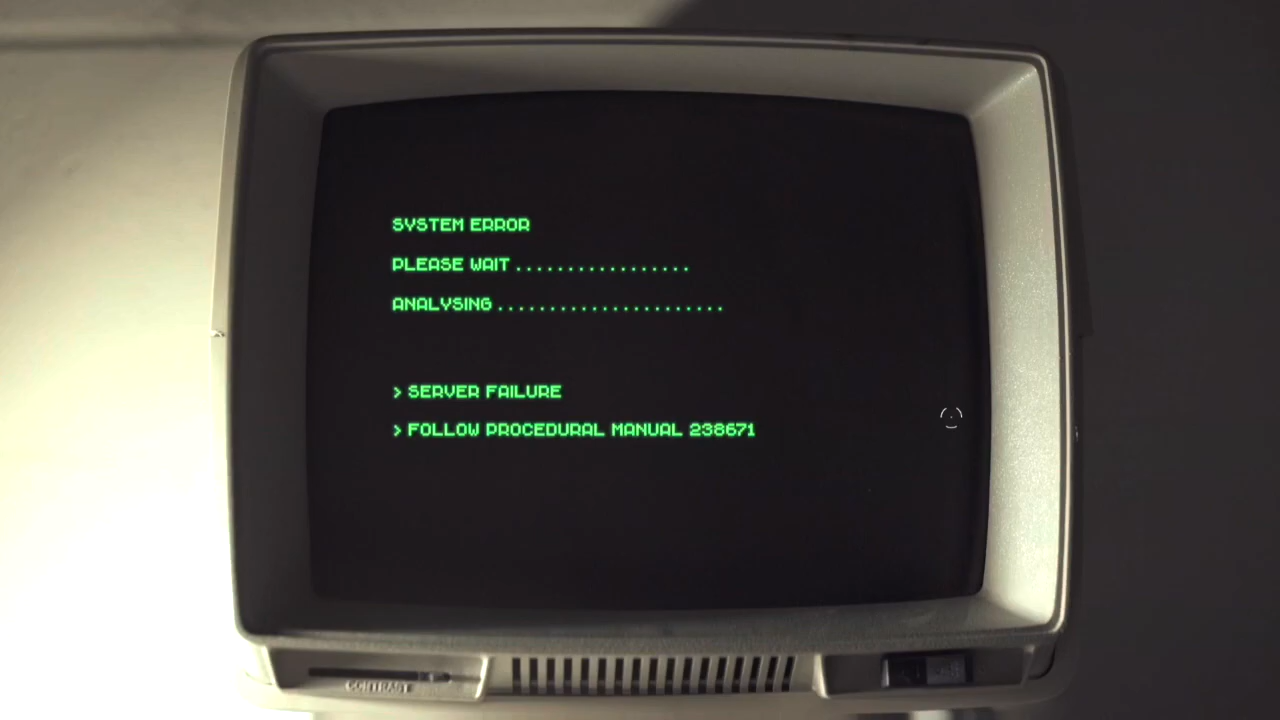 SYSTEM ERROR
PLEASE WAIT.................
ANALYSING......................
> SERVER FAILURE
> FOLLOW PROCEDURAL MANUAL 238671
CONTRAST